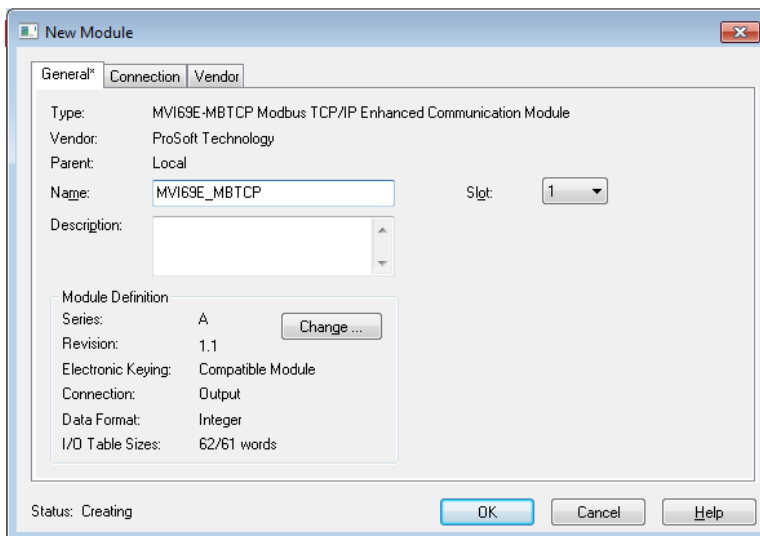 New Module
General* Connection Vendor
Type: MVI69E-MBTCP Modbus TCP/IP Enhanced Communication Module
Vendor: ProSoft Technology
Parent: Local
Name: MVI69E_MBTCP Slot: 1
Description:
Module Definition
Series: A Change ...
Revision: 1.1
Electronic Keying: Compatible Module
Connection: Output
Data Format: Integer
I/O Table Sizes: 62/61 words
Status: Creating OK Cancel Help